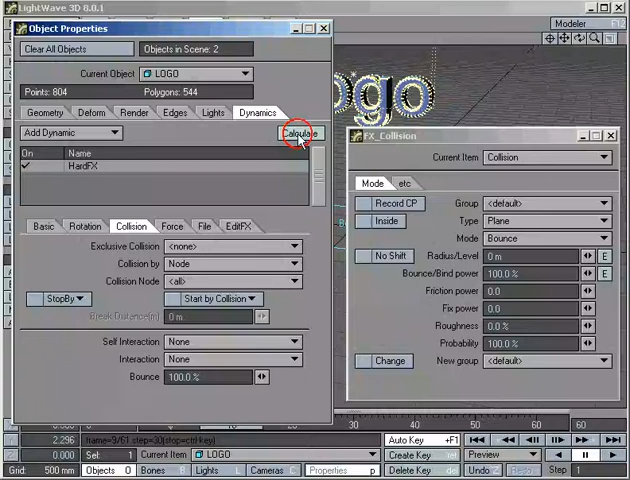 LightWave 3D 8.0.1
Modeler F12
Object Properties
Clear All Objects Objects in Scene: 2
Current Object LOGO
Points: 804 Polygons: 544
Geometry Deform Render Edges Lights Dynamics
Add Dynamic Calculate
On Name
HardFX
Basic Rotation Collision Force File EditFX
Exclusive Collision <none>
Collision by Node
Collision Node <all>
StopBy Start by Collision
Break Distance(m) 0 m
Self Interaction None
Interaction None
Bounce 100.0 %
ogo
FX_Collision
Current Item Collision
Mode etc
Record CP Group <default>
Inside Type Plane
Mode Bounce
No Shift Radius/Level 0 m E
Bounce/Bind power 100.0 % E
Friction power 0.0
Fix power 0.0
Roughness 0.0 %
Probability 100.0 %
Change New group <default>
30 40 50 60
2.296 frame=9/61 step=30(stop=ctrl key) Auto Key +F1
0.000 Sel: 1 Current Item LOGO Create Key Preview
Grid: 500 mm Objects O Bones B Lights L Cameras C Properties p Delete Key del Undo Step 1
60